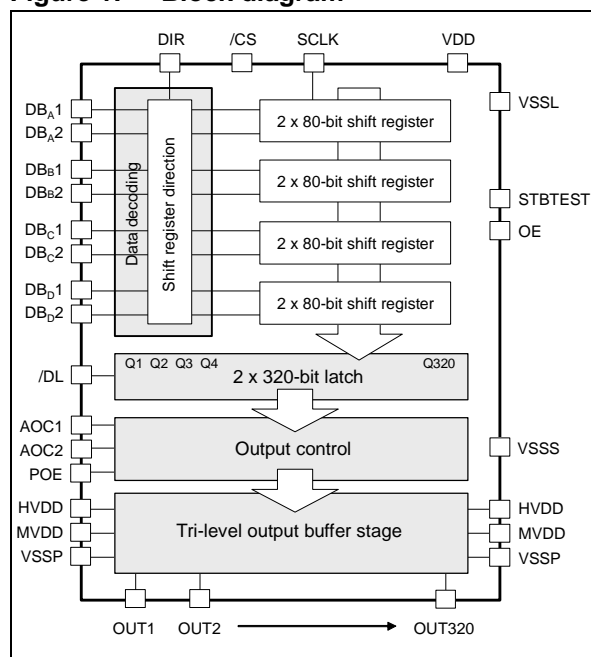 Figure 1. Block diagram
DIR /CS SCLK VDD
DBA1
DBA2
DBB1
DBB2
DBC1
DBC2
DBD1
DBD2
Data decoding
Shift register direction
2 x 80-bit shift register
2 x 80-bit shift register
2 x 80-bit shift register
2 x 80-bit shift register
VSSL
STBTEST
OE
/DL
Q1 Q2 Q3 Q4 Q320
2 x 320-bit latch
AOC1
AOC2
POE
Output control
VSSS
HVDD
MVDD
VSSP
Tri-level output buffer stage
HVDD
MVDD
VSSP
OUT1 OUT2 OUT320